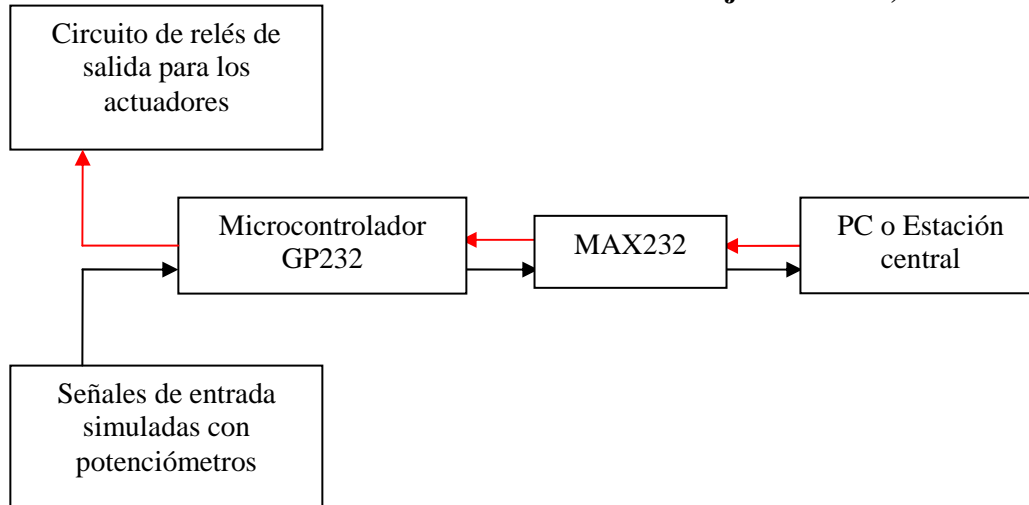 Circuito de relés de
salida para los
actuadores
Microcontrolador
GP232
MAX232
PC o Estación
central
Señales de entrada
simuladas con
potenciómetros